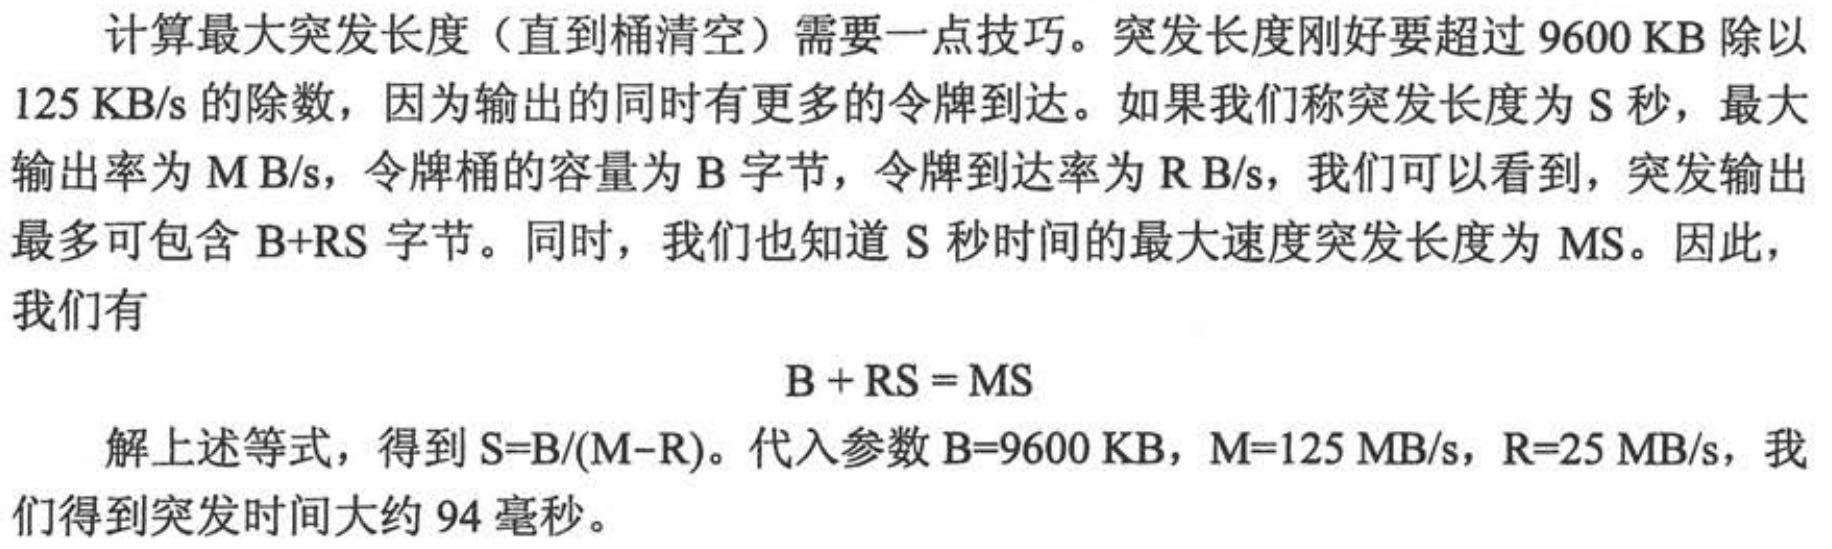 计算最大突发长度（直到桶清空）需要一点技巧。突发长度刚好要超过 9600 KB 除以
125 KB/s 的除数，因为输出的同时有更多的令牌到达。如果我们称突发长度为 S 秒，最大
输出率为 M B/s，令牌桶的容量为 B 字节，令牌到达率为 R B/s，我们可以看到，突发输出
最多可包含 B+RS 字节。同时，我们也知道 S 秒时间的最大速度突发长度为 MS。因此，
我们有
B + RS = MS
解上述等式，得到 S=B/(M−R)。代入参数 B=9600 KB，M=125 MB/s，R=25 MB/s，我
们得到突发时间大约 94 毫秒。